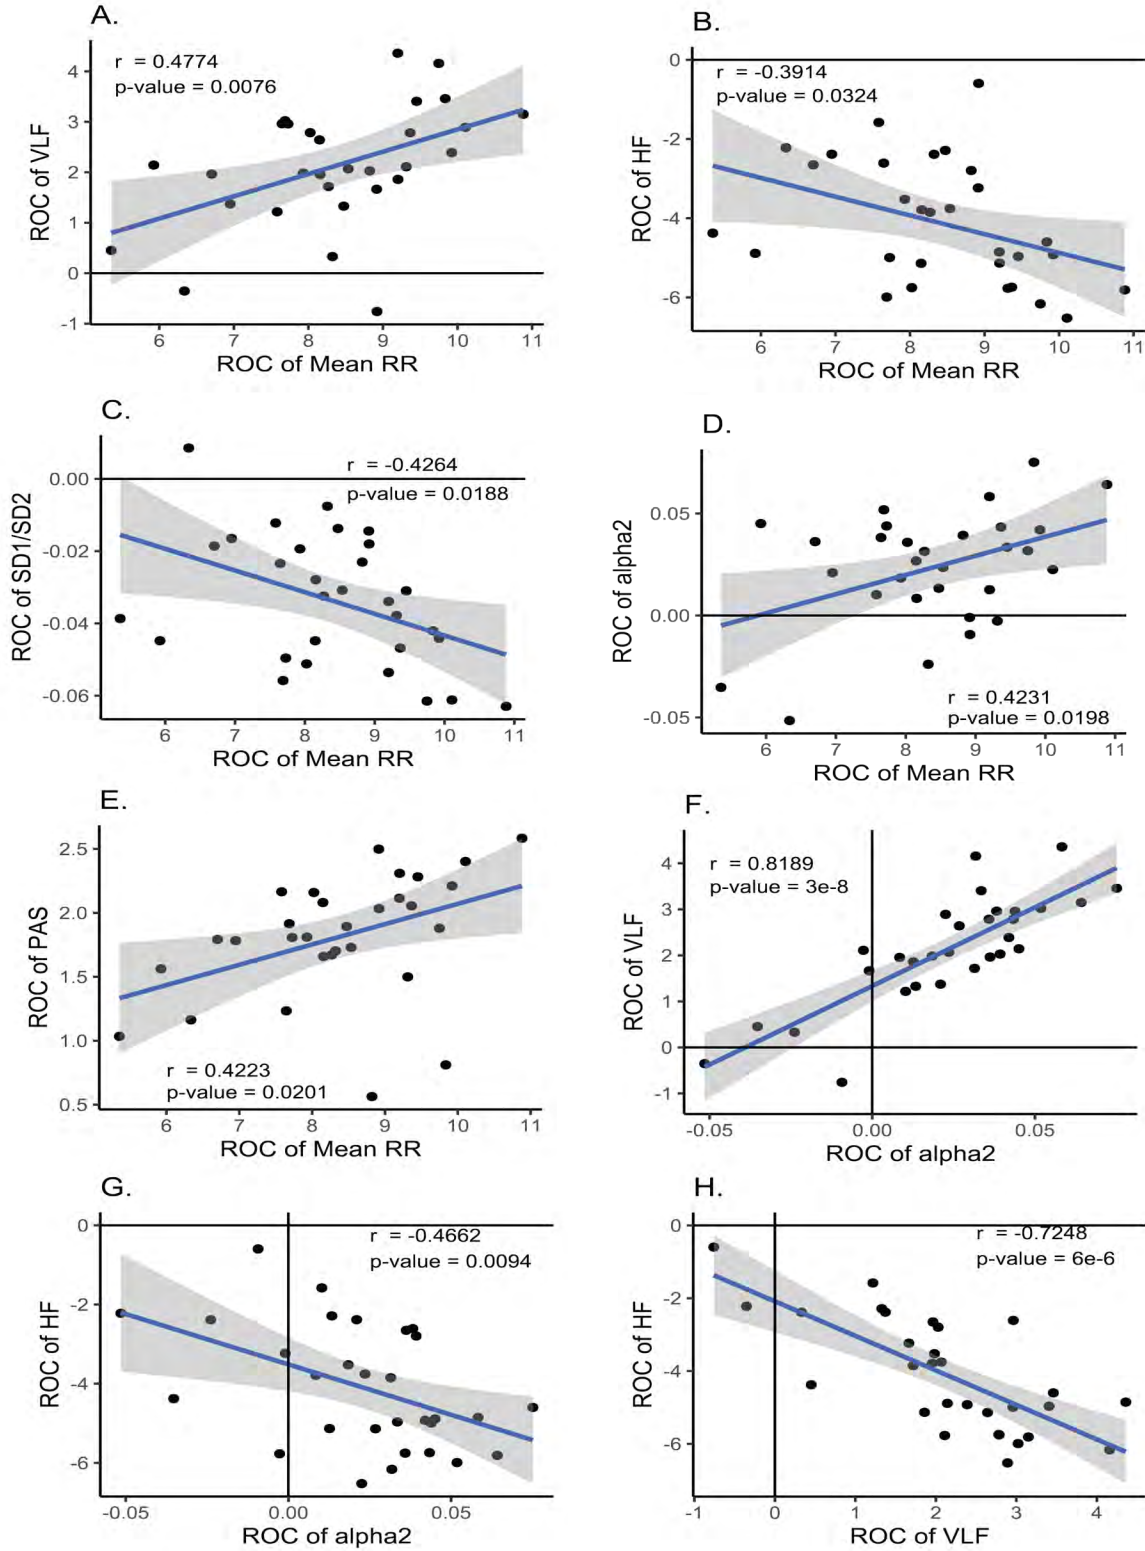 A.
r = 0.4774
p-value = 0.0076
ROC of VLF
4
3
2
1
0
-1
6 7 8 9 10 11
ROC of Mean RR
B.
r = -0.3914
p-value = 0.0324
ROC of HF
0
-2
-4
-6
6 7 8 9 10 11
ROC of Mean RR
C.
r = -0.4264
p-value = 0.0188
ROC of SD1/SD2
0.00
-0.02
-0.04
-0.06
6 7 8 9 10 11
ROC of Mean RR
D.
ROC of alpha2
0.05
0.00
-0.05
r = 0.4231
p-value = 0.0198
6 7 8 9 10 11
ROC of Mean RR
E.
ROC of PAS
2.5
2.0
1.5
1.0
0.5
r = 0.4223
p-value = 0.0201
6 7 8 9 10 11
ROC of Mean RR
F.
r = 0.8189
p-value = 3e-8
ROC of VLF
4
3
2
1
0
-1
-0.05 0.00 0.05
ROC of alpha2
G.
r = -0.4662
p-value = 0.0094
ROC of HF
0
-2
-4
-6
-0.05 0.00 0.05
ROC of alpha2
H.
r = -0.7248
p-value = 6e-6
ROC of HF
0
-2
-4
-6
-1 0 1 2 3 4
ROC of VLF